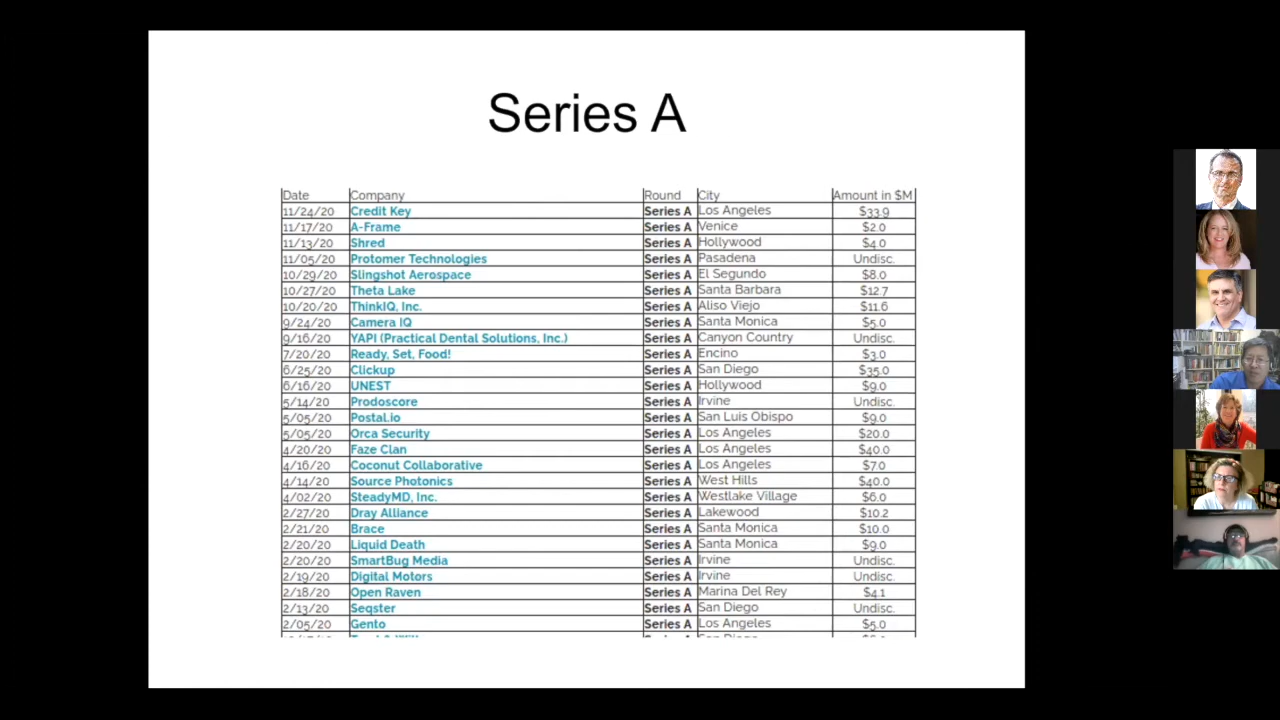 Series A
Date Company Round City Amount in $M
11/24/20 Credit Key Series A Los Angeles $33.9
11/17/20 A-Frame Series A Venice $2.0
11/13/20 Shred Series A Hollywood $4.0
11/05/20 Protomer Technologies Series A Pasadena Undisc.
10/29/20 Slingshot Aerospace Series A El Segundo $8.0
10/27/20 Theta Lake Series A Santa Barbara $12.7
10/20/20 ThinkIQ, Inc. Series A Aliso Viejo $11.6
9/24/20 Camera IQ Series A Santa Monica $5.0
9/16/20 YAPI (Practical Dental Solutions, Inc.) Series A Canyon Country Undisc.
7/20/20 Ready, Set, Food! Series A Encino $3.0
6/25/20 Clickup Series A San Diego $35.0
6/16/20 UNEST Series A Hollywood $9.0
5/14/20 Prodoscore Series A Irvine Undisc.
5/05/20 Postal.io Series A San Luis Obispo $9.0
5/05/20 Orca Security Series A Los Angeles $20.0
4/20/20 Faze Clan Series A Los Angeles $40.0
4/16/20 Coconut Collaborative Series A Los Angeles $7.0
4/14/20 Source Photonics Series A West Hills $40.0
4/02/20 SteadyMD, Inc. Series A Westlake Village $6.0
2/27/20 Dray Alliance Series A Lakewood $10.2
2/21/20 Brace Series A Santa Monica $10.0
2/20/20 Liquid Death Series A Santa Monica $9.0
2/20/20 SmartBug Media Series A Irvine Undisc.
2/19/20 Digital Motors Series A Irvine Undisc.
2/18/20 Open Raven Series A Marina Del Rey $4.1
2/13/20 Seqster Series A San Diego Undisc.
2/05/20 Gento Series A Los Angeles $5.0
Series A San Diego